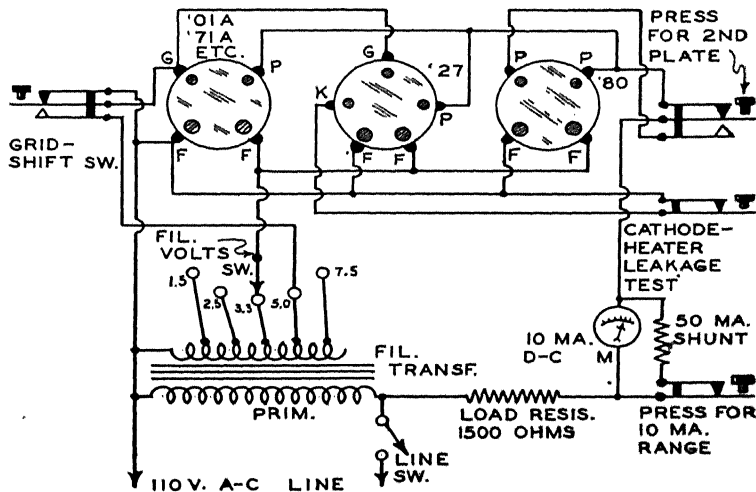 '01A
'71A
ETC.
G
P
G
'27
K
P
P
P
'80
PRESS
FOR 2ND
PLATE
GRID-
SHIFT SW.
F
F
F
F
F
F
FIL.
VOLTS
SW.
1.5
2.5
3.3
5.0
7.5
CATHODE-
HEATER
LEAKAGE
TEST
10 MA.
D-C
M
50 MA.
SHUNT
FIL.
TRANSF.
PRIM.
LOAD RESIS.
1500 OHMS
PRESS FOR
10 MA.
RANGE
LINE
SW.
110 V. A-C LINE